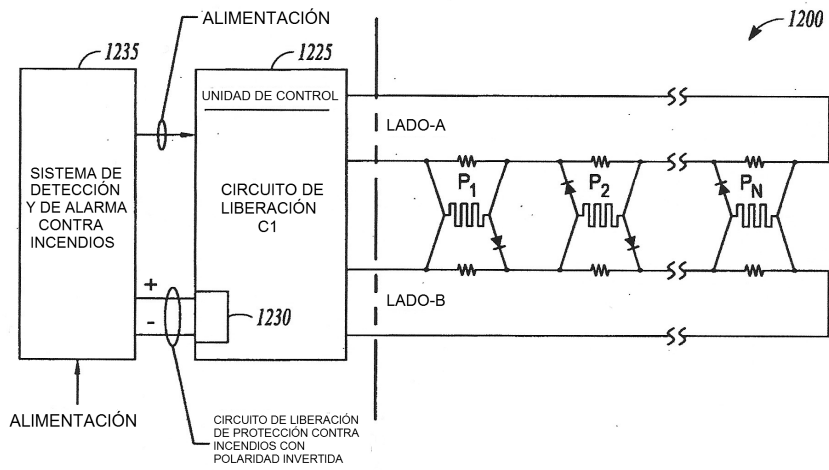 ALIMENTACIÓN
1200
1235
1225
UNIDAD DE CONTROL
LADO-A
SISTEMA DE
DETECCIÓN
Y DE ALARMA
CONTRA
INCENDIOS
CIRCUITO DE
LIBERACIÓN
C1
P1
P2
PN
+
-
1230
LADO-B
ALIMENTACIÓN
CIRCUITO DE LIBERACIÓN
DE PROTECCIÓN CONTRA
INCENDIOS CON
POLARIDAD INVERTIDA